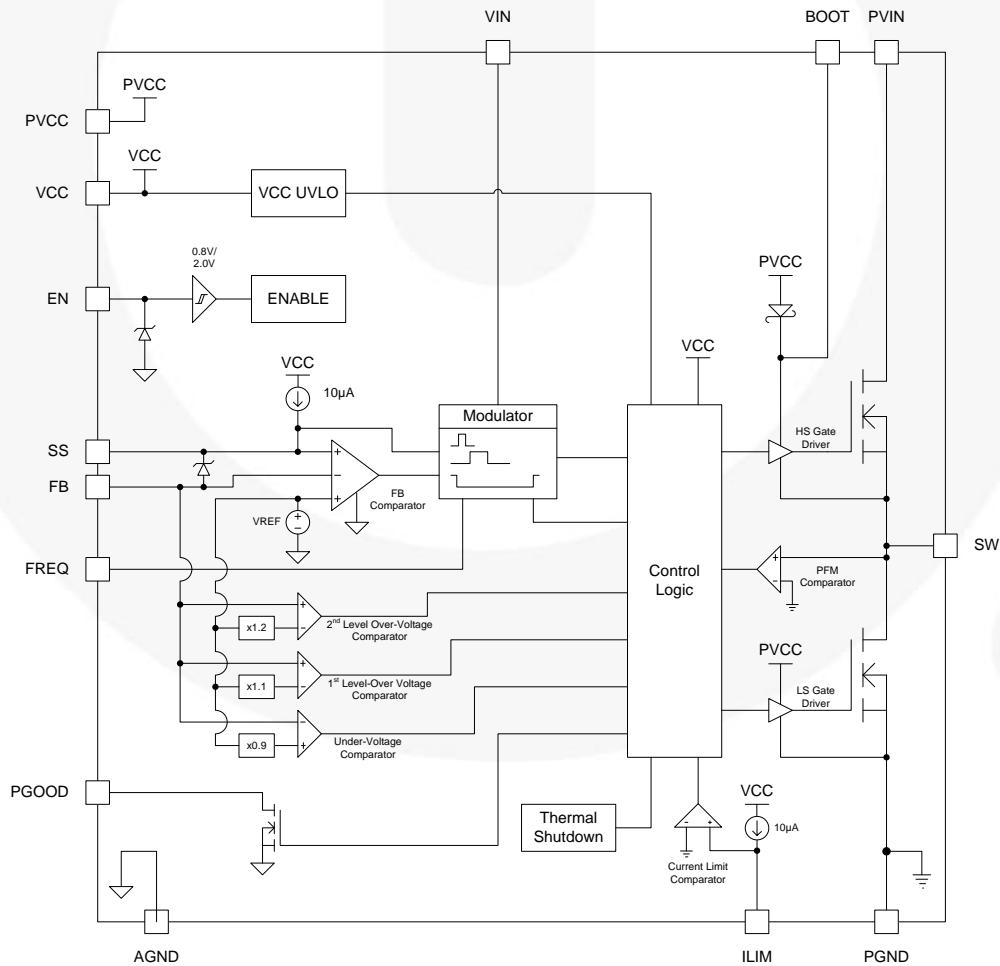 VIN
BOOT
PVIN
PVCC
PVCC
VCC
VCC
VCC UVLO
0.8V/
2.0V
EN
ENABLE
PVCC
VCC
VCC
10µA
Modulator
SS
+
FB
−
+
FB
Comparator
VREF
+
−
HS Gate
Driver
FREQ
SW
+
−
PFM
Comparator
Control
Logic
x1.2
+
−
2nd Level Over-Voltage
Comparator
x1.1
+
−
1st Level-Over Voltage
Comparator
x0.9
−
+
Under-Voltage
Comparator
PVCC
LS Gate
Driver
PGOOD
Thermal
Shutdown
VCC
10µA
−
+
Current Limit
Comparator
AGND
ILIM
PGND